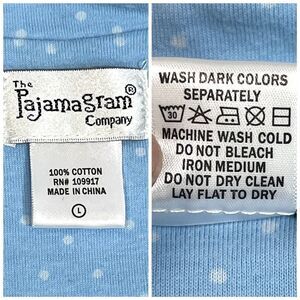 The
PajamaGram®
Company
100% COTTON
RN# 109917
MADE IN CHINA
L
WASH DARK COLORS
SEPARATELY
30
MACHINE WASH COLD
DO NOT BLEACH
IRON MEDIUM
DO NOT DRY CLEAN
LAY FLAT TO DRY